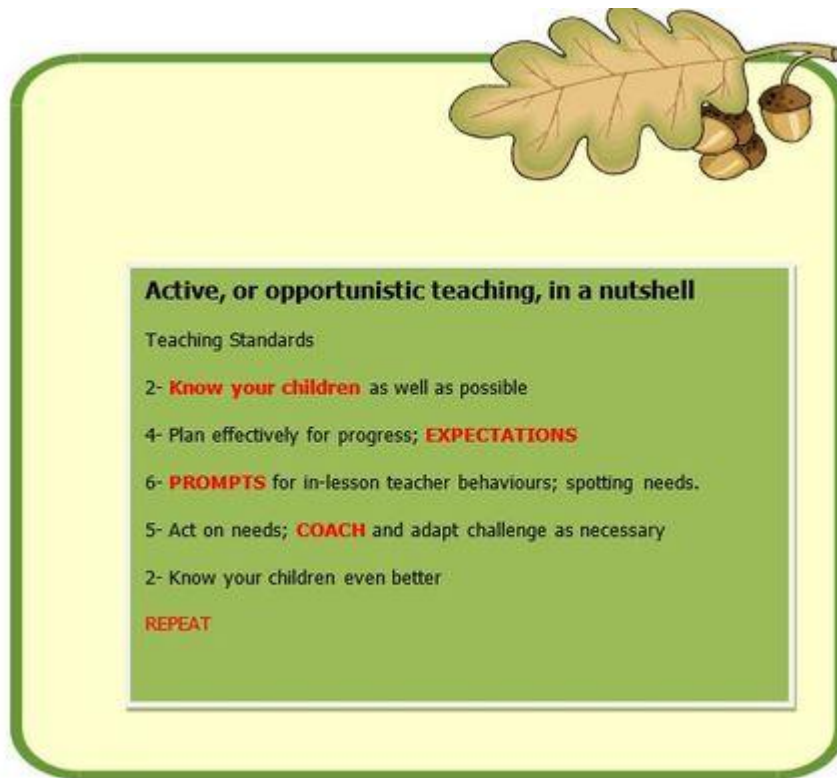 Active, or opportunistic teaching, in a nutshell
Teaching Standards
2- Know your children as well as possible
4- Plan effectively for progress; EXPECTATIONS
6- PROMPTS for in-lesson teacher behaviours; spotting needs.
5- Act on needs; COACH and adapt challenge as necessary
2- Know your children even better
REPEAT